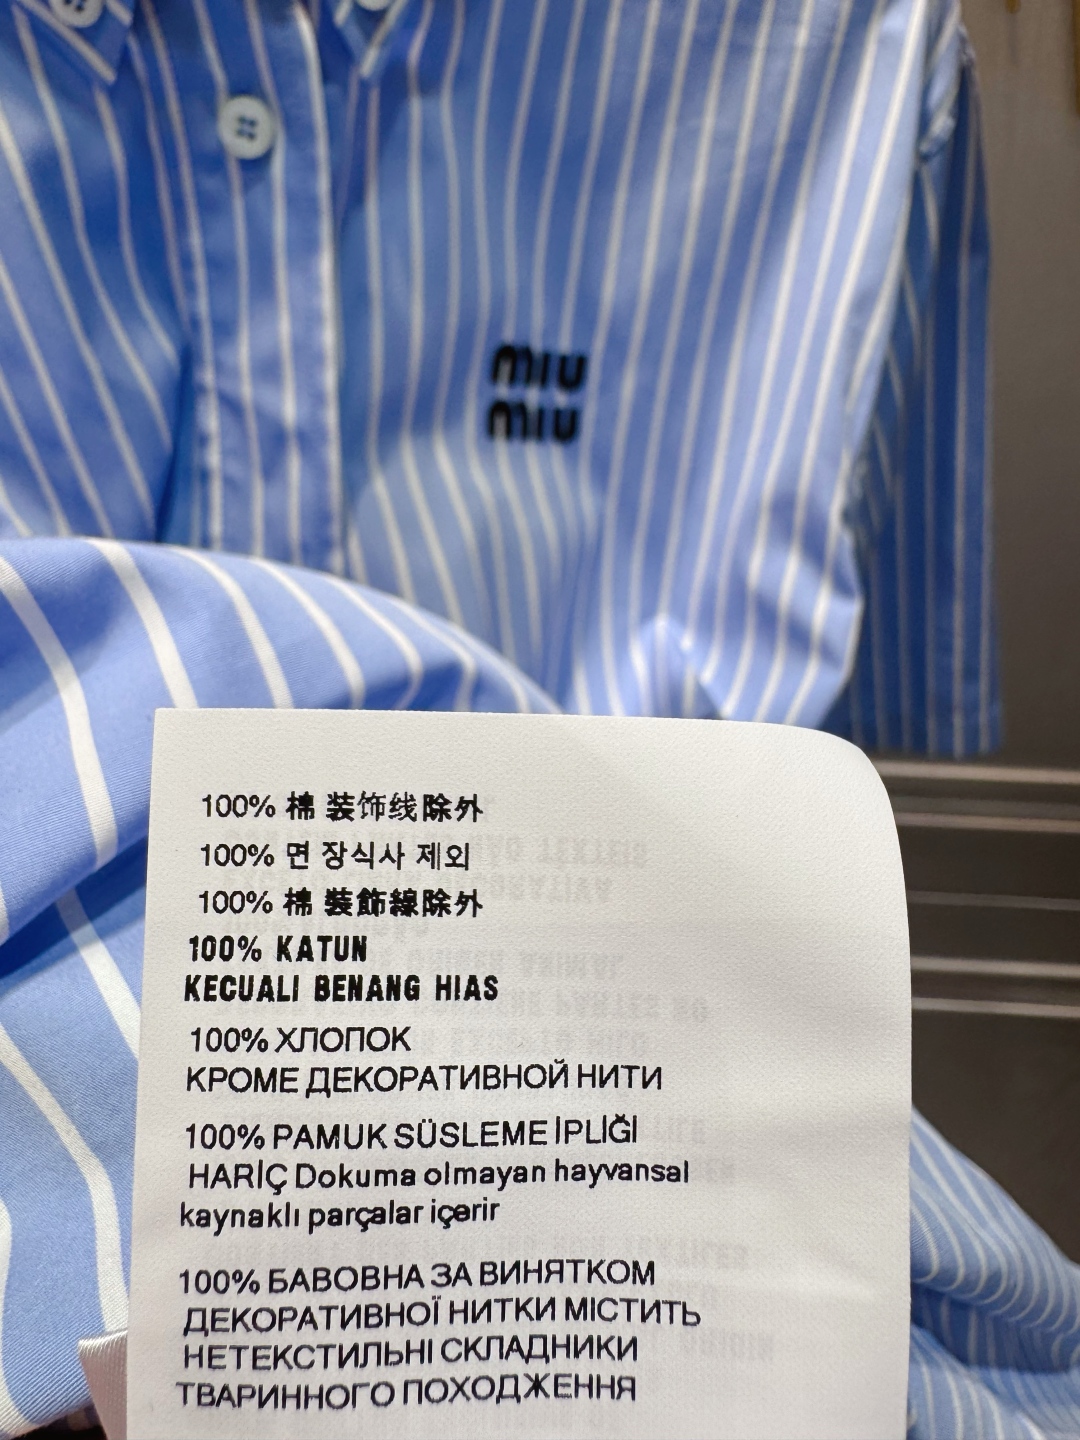 miu
miu
100% 棉 装饰线除外
100% 면 장식사 제외
100% 棉 裝飾線除外
100% KATUN
KECUALI BENANG HIAS
100% ХЛОПОК
КРОМЕ ДЕКОРАТИВНОЙ НИТИ
100% PAMUK SÜSLEME İPLİĞİ
HARİÇ Dokuma olmayan hayvansal
kaynaklı parçalar içerir
100% БАВОВНА ЗА ВИНЯТКОМ
ДЕКОРАТИВНОЇ НИТКИ МІСТИТЬ
НЕТЕКСТИЛЬНІ СКЛАДНИКИ
ТВАРИННОГО ПОХОДЖЕННЯ